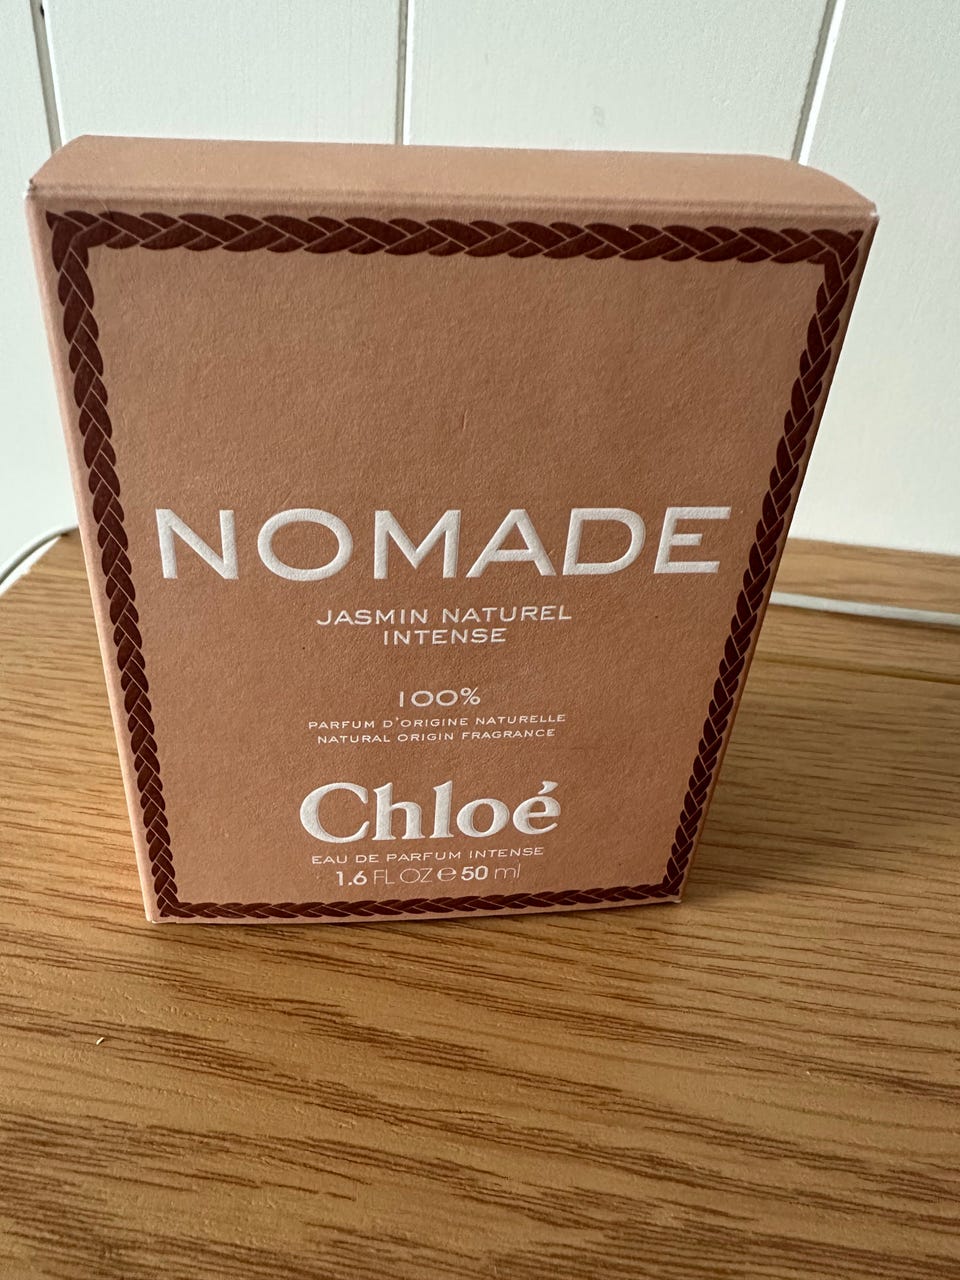 NOMADE
JASMIN NATUREL
INTENSE
100%
PARFUM D'ORIGINE NATURELLE
NATURAL ORIGIN FRAGRANCE
Chloé
EAU DE PARFUM INTENSE
1.6 FL OZ ℮ 50 ml